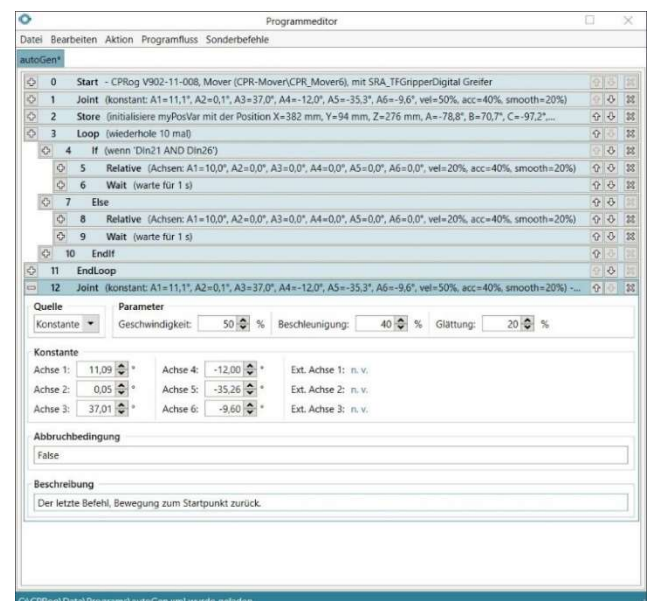 Programmeditor
Datei Bearbeiten Aktion Programfluss Sonderbefehle
autoGen*
0 Start - CPRog V902-11-008, Mover (CPR-Mover\CPR_Mover6), mit SRA_TFGripperDigital Greifer
1 Joint (konstant: A1=11,1°, A2=0,1°, A3=37,0°, A4=-12,0°, A5=-35,3°, A6=-9,6°, vel=50%, acc=40%, smooth=20%)
2 Store (initialisiere myPosVar mit der Position X=382 mm, Y=94 mm, Z=276 mm, A=-78,8°, B=70,7°, C=-97,2°,...
3 Loop (wiederhole 10 mal)
4 If (wenn 'DIn21 AND DIn26')
5 Relative (Achsen: A1=10,0°, A2=0,0°, A3=0,0°, A4=0,0°, A5=0,0°, A6=0,0°, vel=20%, acc=40%, smooth=20%)
6 Wait (warte für 1 s)
7 Else
8 Relative (Achsen: A1=10,0°, A2=0,0°, A3=0,0°, A4=0,0°, A5=0,0°, A6=0,0°, vel=20%, acc=40%, smooth=20%)
9 Wait (warte für 1 s)
10 EndIf
11 EndLoop
12 Joint (konstant: A1=11,1°, A2=0,1°, A3=37,0°, A4=-12,0°, A5=-35,3°, A6=-9,6°, vel=50%, acc=40%, smooth=20%) -...
Quelle Parameter
Konstante Geschwindigkeit: 50 % Beschleunigung: 40 % Glättung: 20 %
Konstante
Achse 1: 11,09 ° Achse 4: -12,00 ° Ext. Achse 1: n. v.
Achse 2: 0,05 ° Achse 5: -35,26 ° Ext. Achse 2: n. v.
Achse 3: 37,01 ° Achse 6: -9,60 ° Ext. Achse 3: n. v.
Abbruchbedingung
False
Beschreibung
Der letzte Befehl, Bewegung zum Startpunkt zurück.